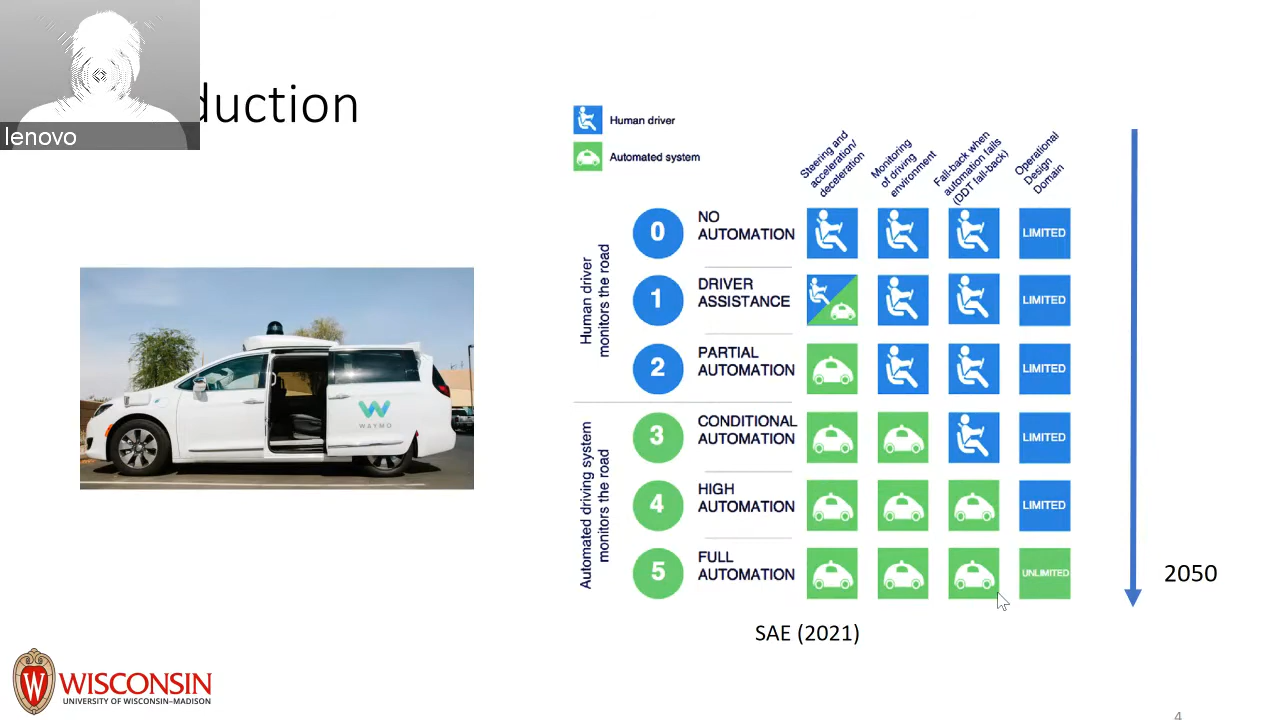 lenovo
duction
Human driver
Automated system
Steering and
acceleration/
deceleration
Monitoring
of driving
environment
Fall-back when
automation fails
(DDT fall-back)
Operational
Design
Domain
Human driver
monitors the road
0
NO
AUTOMATION
LIMITED
1
DRIVER
ASSISTANCE
LIMITED
2
PARTIAL
AUTOMATION
LIMITED
Automated driving system
monitors the road
3
CONDITIONAL
AUTOMATION
LIMITED
4
HIGH
AUTOMATION
LIMITED
5
FULL
AUTOMATION
UNLIMITED
2050
SAE (2021)
WAYMO
W
WISCONSIN
UNIVERSITY OF WISCONSIN–MADISON
4